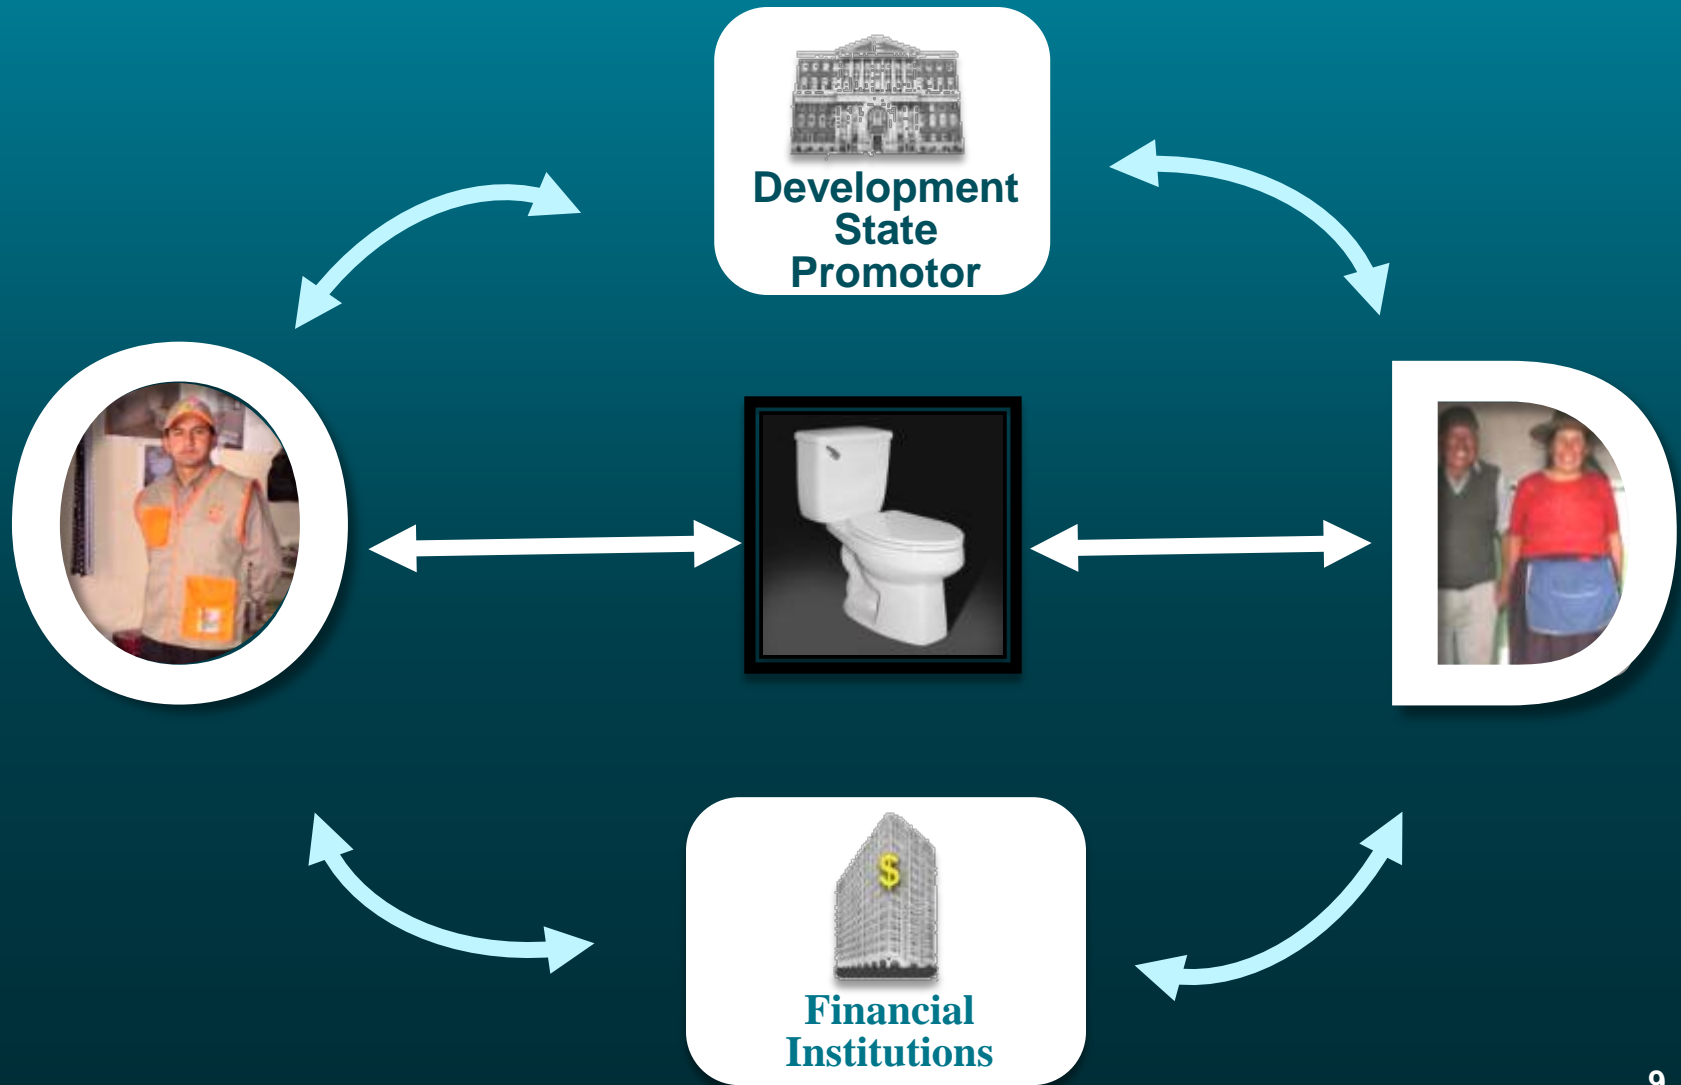 Development
State
Promotor
O
D
$
Financial
Institutions
9